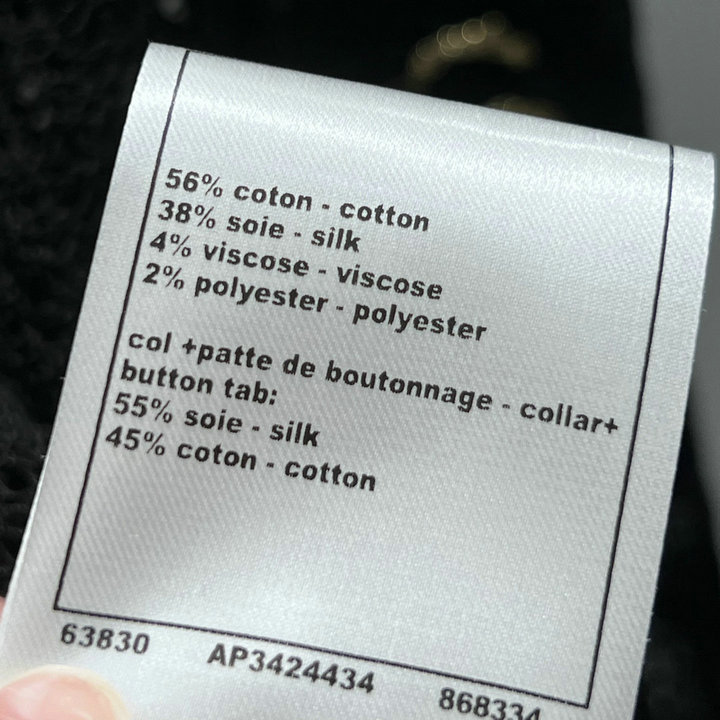 56% coton - cotton
38% soie - silk
4% viscose - viscose
2% polyester - polyester
col +patte de boutonnage - collar+
button tab:
55% soie - silk
45% coton - cotton
63830 AP3424434 868334